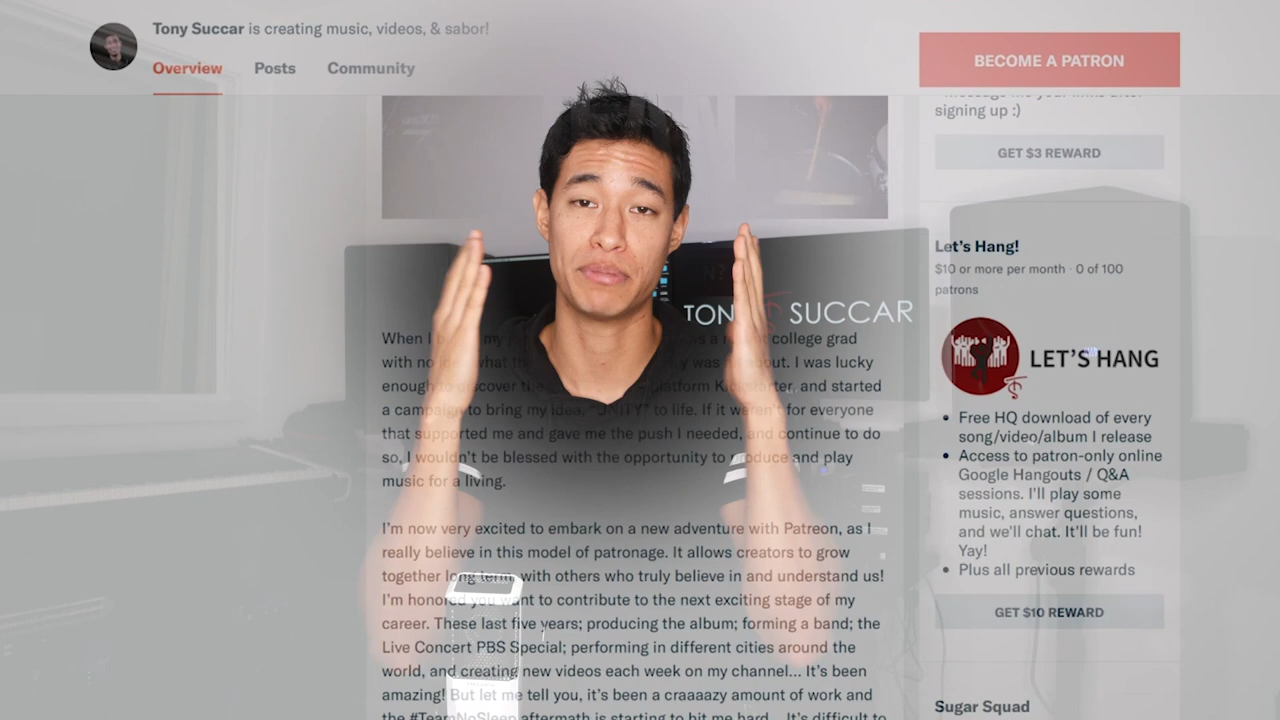 Tony Succar is creating music, videos, & sabor!
Overview Posts Community
BECOME A PATRON
signing up :)
GET $3 REWARD
Let's Hang!
$10 or more per month · 0 of 100
patrons
LET'S HANG
Free HQ download of every
song/video/album I release
Access to patron-only online
Google Hangouts / Q&A
sessions. I'll play some
music, answer questions,
and we'll chat. It'll be fun!
Yay!
Plus all previous rewards
GET $10 REWARD
Sugar Squad
TONY SUCCAR
When I college grad
with no what the was about. I was lucky
enough to discover the platform Kickstarter, and started
a campaign to bring my idea, "UNITY" to life. If it weren't for everyone
that supported me and gave me the push I needed, and continue to do
so, I wouldn't be blessed with the opportunity to produce and play
music for a living.
I'm now very excited to embark on a new adventure with Patreon, as I
really believe in this model of patronage. It allows creators to grow
together long term with others who truly believe in and understand us!
I'm honored you want to contribute to the next exciting stage of my
career. These last five years; producing the album; forming a band; the
Live Concert PBS Special; performing in different cities around the
world, and creating new videos each week on my channel... It's been
amazing! But let me tell you, it's been a craaaazy amount of work and
the #TeamNoSleep aftermath is starting to hit me hard... It's difficult to